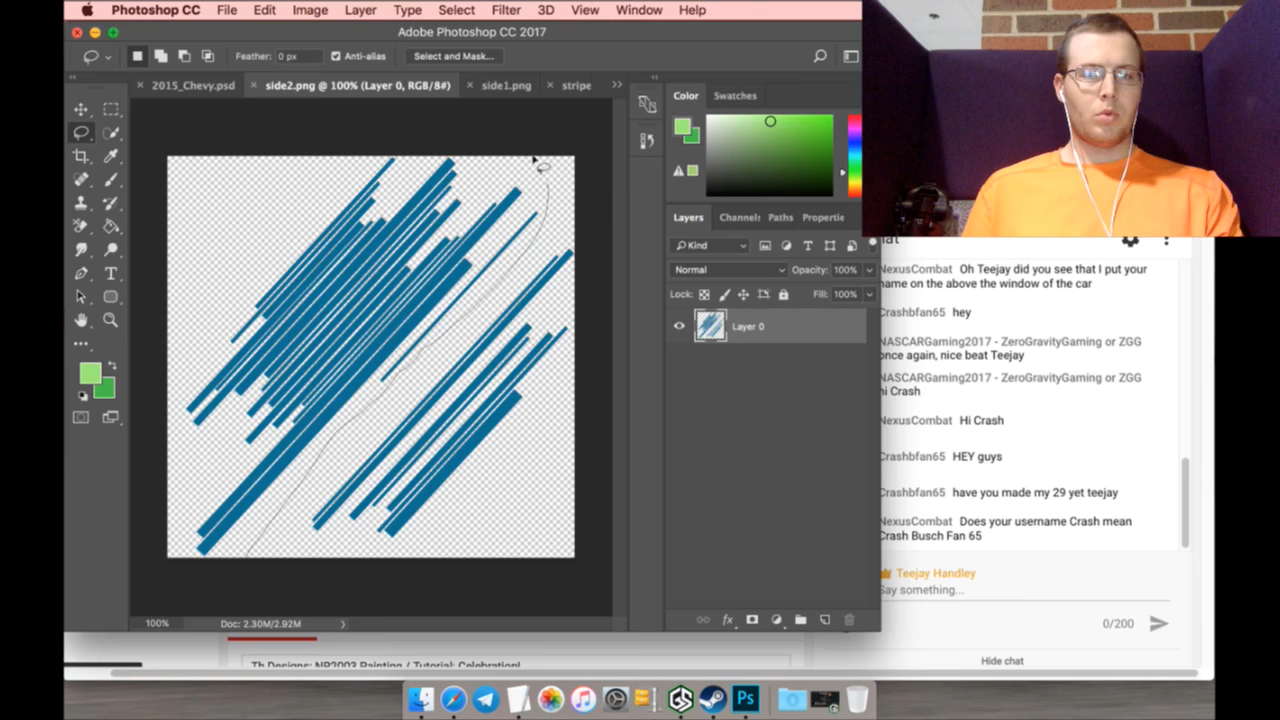 Photoshop CC File Edit Image Layer Type Select Filter 3D View Window Help
Adobe Photoshop CC 2017
Feather: 0 px Anti-alias Select and Mask...
2015_Chevy.psd side2.png @ 100% (Layer 0, RGB/8#) side1.png stripe
Color Swatches
Layers Channel Paths Propertie
Kind
Normal Opacity: 100%
Lock: Fill: 100%
Layer 0
100% Doc: 2.30M/2.92M
NexusCombat Oh Teejay did you see that I put your
name on the above the window of the car
Crashbfan65 hey
NASCARGaming2017 - ZeroGravityGaming or ZGG
once again, nice beat Teejay
NASCARGaming2017 - ZeroGravityGaming or ZGG
hi Crash
NexusCombat Hi Crash
Crashbfan65 HEY guys
Crashbfan65 have you made my 29 yet teejay
NexusCombat Does your username Crash mean
Crash Busch Fan 65
Teejay Handley
Say something...
0/200
Hide chat
Th Designs: NR2003 Painting / Tutorial: Celebration!
GS
Ps